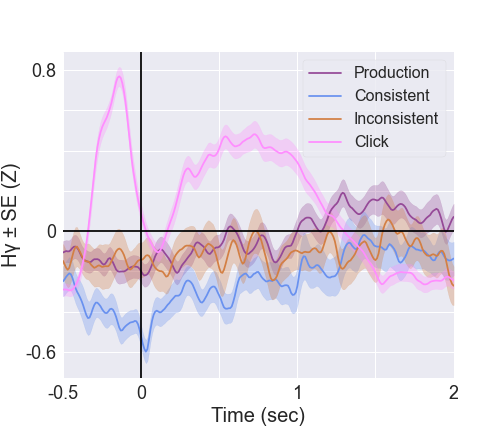 Production
Consistent
Inconsistent
Click
0.8
0
-0.6
Hγ ± SE (Z)
-0.5
0
1
2
Time (sec)